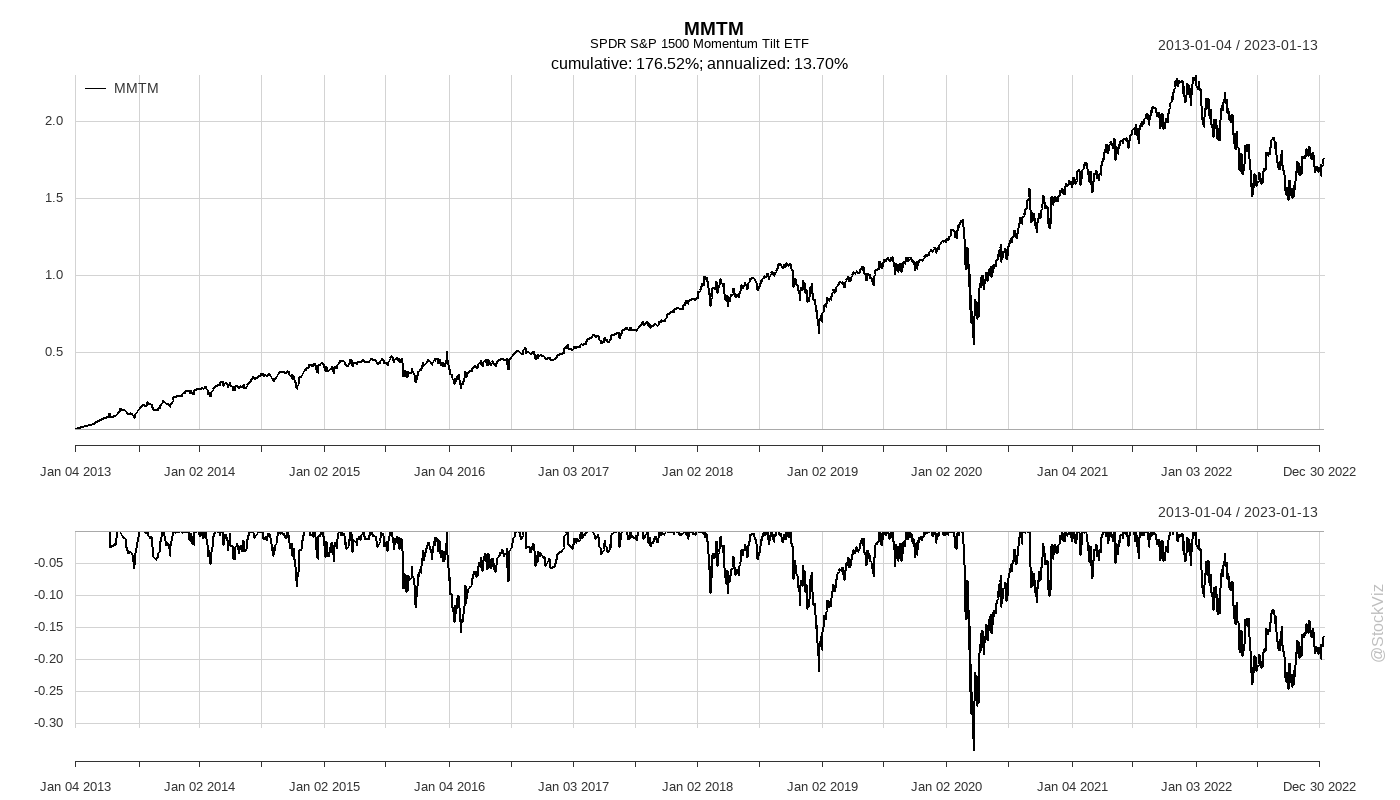 MMTM
SPDR S&P 1500 Momentum Tilt ETF
cumulative: 176.52%; annualized: 13.70%
2013-01-04 / 2023-01-13
MMTM
2.0
1.5
1.0
0.5
Jan 04 2013 Jan 02 2014 Jan 02 2015 Jan 04 2016 Jan 03 2017 Jan 02 2018 Jan 02 2019 Jan 02 2020 Jan 04 2021 Jan 03 2022 Dec 30 2022
2013-01-04 / 2023-01-13
-0.05
-0.10
-0.15
-0.20
-0.25
-0.30
Jan 04 2013 Jan 02 2014 Jan 02 2015 Jan 04 2016 Jan 03 2017 Jan 02 2018 Jan 02 2019 Jan 02 2020 Jan 04 2021 Jan 03 2022 Dec 30 2022
@StockViz